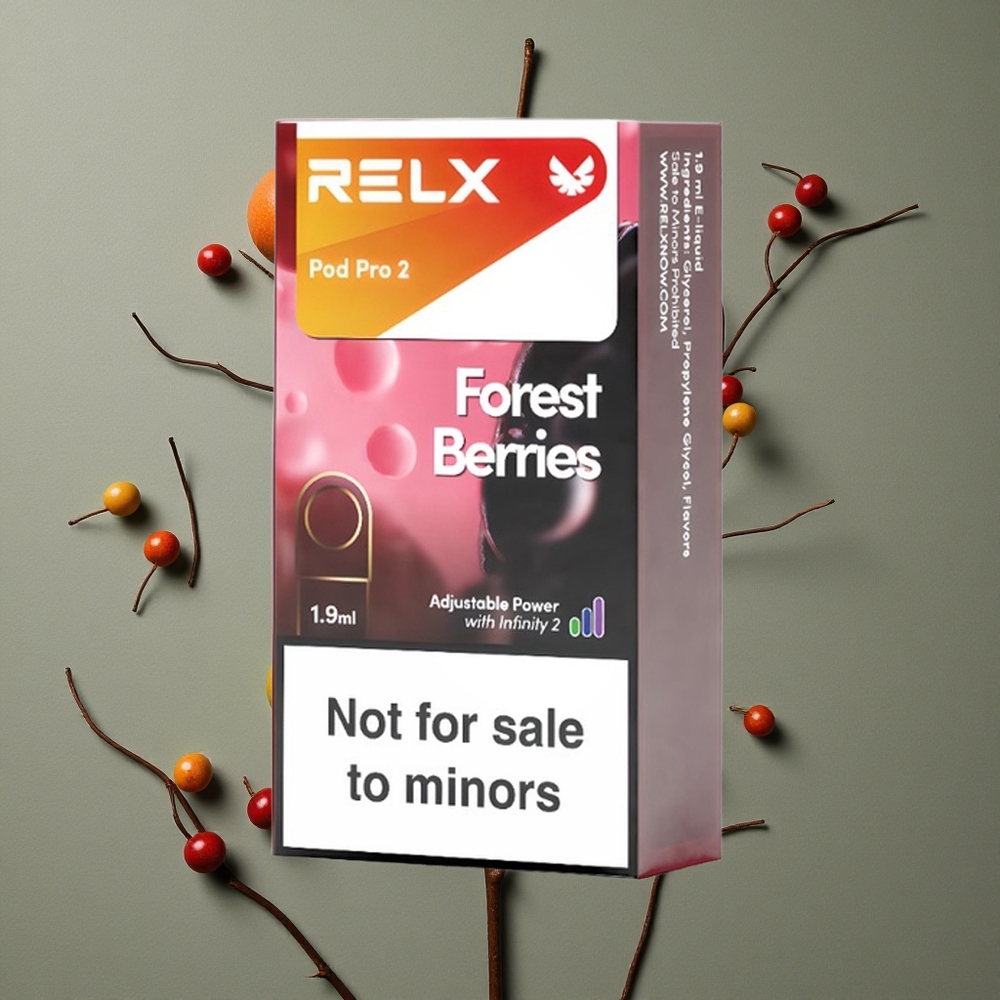 RELX
Pod Pro 2
Forest
Berries
1.9ml
Adjustable Power
with Infinity 2
Not for sale
to minors
1.9 ml E-liquid
Ingredients: Glycerol, Propylene Glycol, Flavors
Sale to Minors Prohibited
WWW.RELXNOW.COM